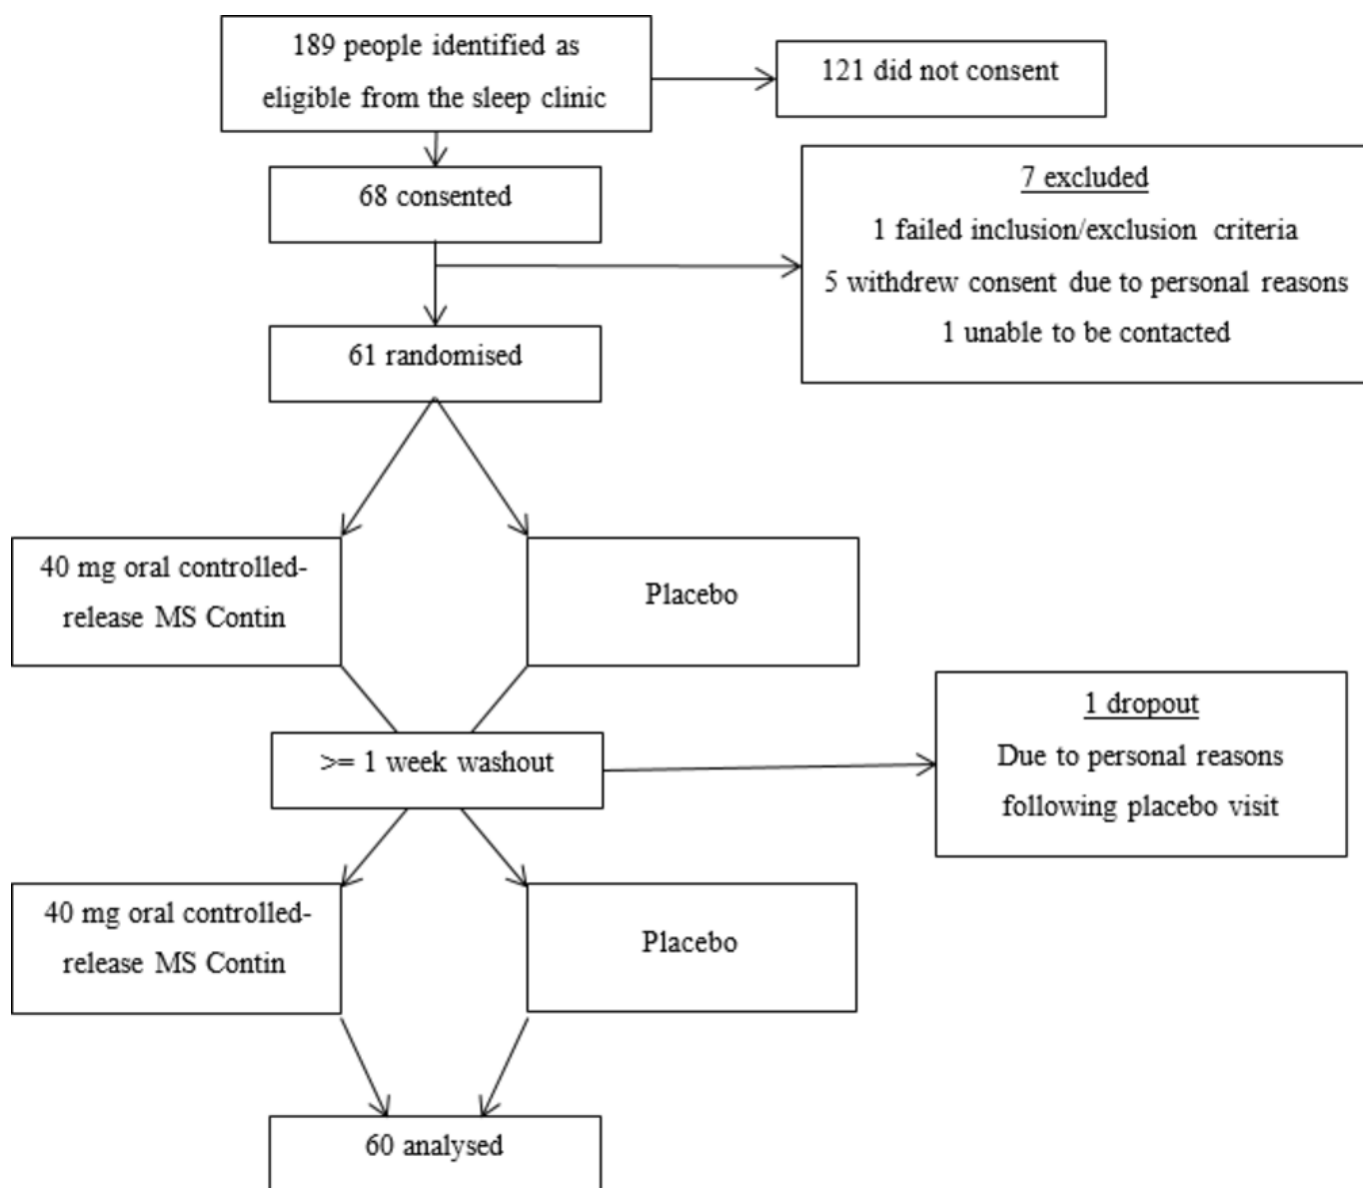 189 people identified as
eligible from the sleep clinic
121 did not consent
68 consented
7 excluded
1 failed inclusion/exclusion criteria
5 withdrew consent due to personal reasons
1 unable to be contacted
61 randomised
40 mg oral controlled-
release MS Contin
Placebo
>= 1 week washout
1 dropout
Due to personal reasons
following placebo visit
40 mg oral controlled-
release MS Contin
Placebo
60 analysed